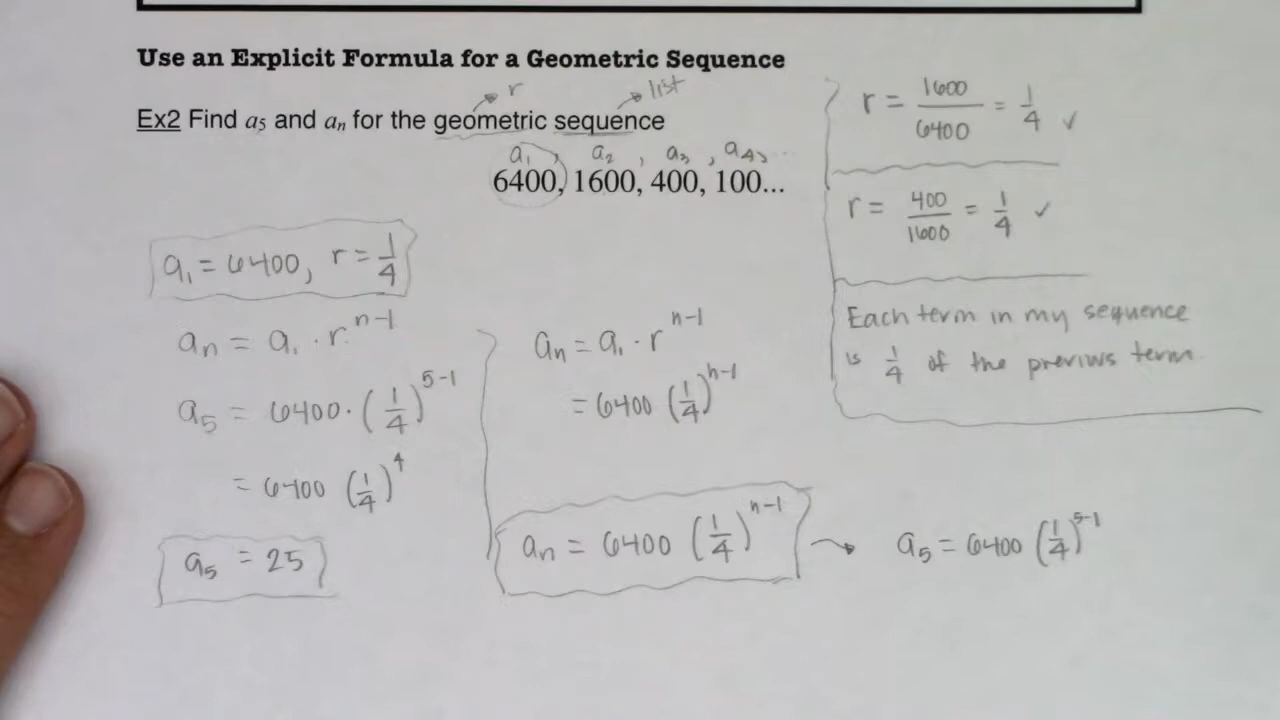 Use an Explicit Formula for a Geometric Sequence
r
list
Ex2 Find a₅ and aₙ for the geometric sequence
a₁, a₂, a₃, a₄, ...
6400, 1600, 400, 100...
a₁ = 6400, r = 1/4
aₙ = a₁ · r^(n-1)
a₅ = 6400 · (1/4)^(5-1)
= 6400 (1/4)^4
a₅ = 25
aₙ = a₁ · r^(n-1)
= 6400 (1/4)^(n-1)
aₙ = 6400 (1/4)^(n-1) → a₅ = 6400 (1/4)^(5-1)
r = 1600/6400 = 1/4 ✓
r = 400/1600 = 1/4 ✓
Each term in my sequence
is 1/4 of the previous term.